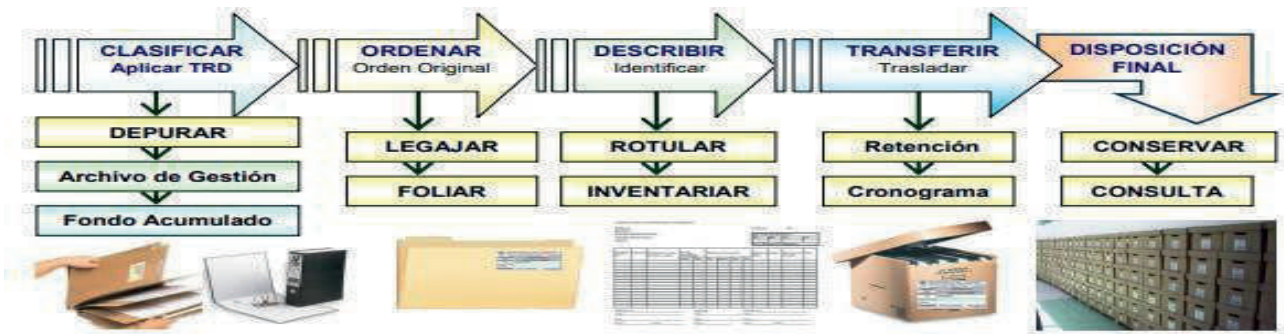 CLASIFICAR
Aplicar TRD
ORDENAR
Orden Original
DESCRIBIR
Identificar
TRANSFERIR
Trasladar
DISPOSICIÓN
FINAL
DEPURAR
Archivo de Gestión
Fondo Acumulado
LEGAJAR
FOLIAR
ROTULAR
INVENTARIAR
Retención
Cronograma
CONSERVAR
CONSULTA